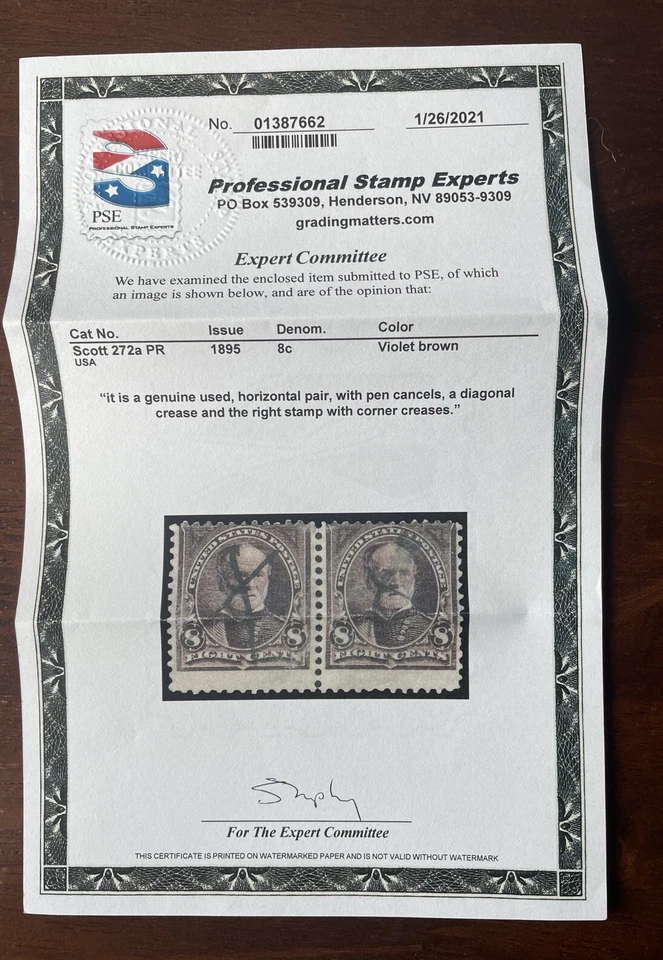 No. 01387662 1/26/2021
PSE
PROFESSIONAL STAMP EXPERTS
Professional Stamp Experts
PO Box 539309, Henderson, NV 89053-9309
gradingmatters.com
Expert Committee
We have examined the enclosed item submitted to PSE, of which
an image is shown below, and are of the opinion that:
Cat No. Issue Denom. Color
Scott 272a PR 1895 8c Violet brown
USA
“it is a genuine used, horizontal pair, with pen cancels, a diagonal
crease and the right stamp with corner creases.”
UNITED STATES POSTAGE UNITED STATES POSTAGE
8 8 8 8
EIGHT CENTS EIGHT CENTS
For The Expert Committee
THIS CERTIFICATE IS PRINTED ON WATERMARKED PAPER AND IS NOT VALID WITHOUT WATERMARK